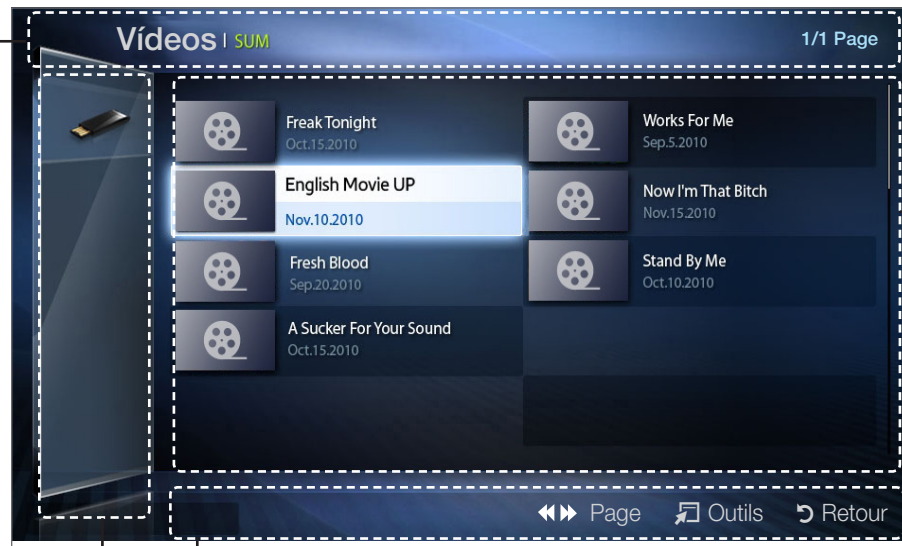 Vídeos | SUM
1/1 Page
Freak Tonight
Oct.15.2010
Works For Me
Sep.5.2010
English Movie UP
Nov.10.2010
Now I'm That Bitch
Nov.15.2010
Fresh Blood
Sep.20.2010
Stand By Me
Oct.10.2010
A Sucker For Your Sound
Oct.15.2010
Page Outils Retour